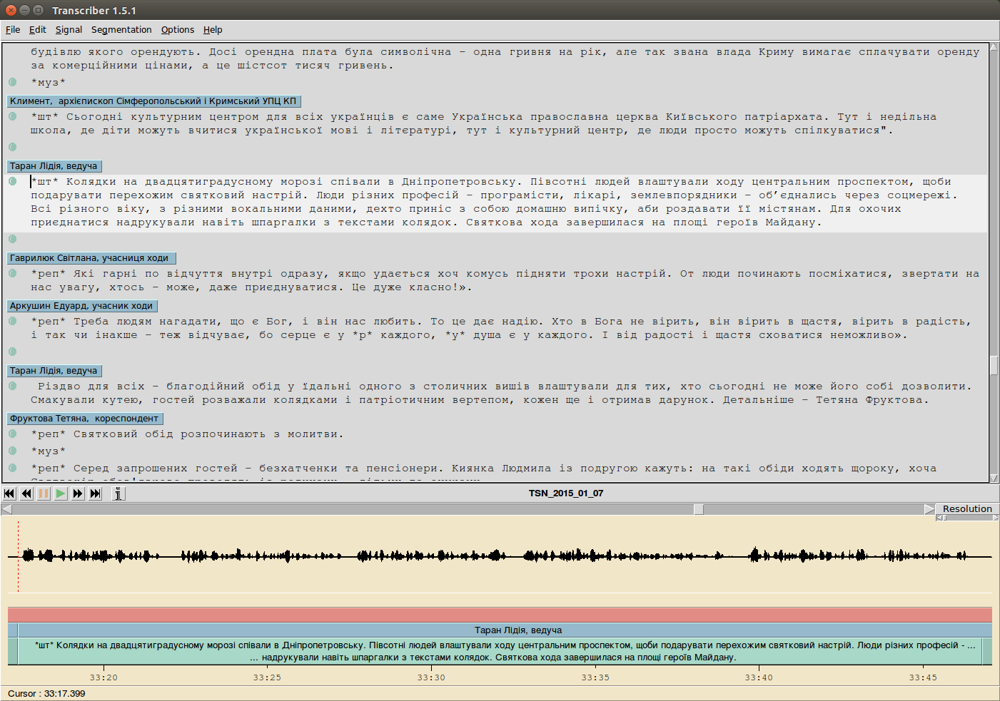 Transcriber 1.5.1
File Edit Signal Segmentation Options Help
будівлю якого орендують. Досі орендна плата була символічна – одна гривня на рік, але так звана влада Криму вимагає сплачувати оренду
за комерційними цінами, а це шістсот тисяч гривень.
*муз*
Климент, архієпископ Сімферопольський і Кримський УПЦ КП
*шт* Сьогодні культурним центром для всіх українців є саме Українська православна церква Київського патріархата. Тут і недільна
школа, де діти можуть вчитися української мові і літературі, тут і культурний центр, де люди просто можуть спілкуватися".
Таран Лідія, ведуча
*шт* Колядки на двадцятиградусному морозі співали в Дніпропетровську. Півсотні людей влаштували ходу центральним проспектом, щоби
подарувати перехожим святковий настрій. Люди різних професій – програмісти, лікарі, землевпорядники – об’єднались через соцмережі.
Всі різного віку, з різними вокальними даними, дехто приніс з собою домашню випічку, аби роздавати її містянам. Для охочих
приєднатися надрукували навіть шпаргалки з текстами колядок. Святкова хода завершилася на площі героїв Майдану.
Гаврилюк Світлана, учасниця ходи
*реп* Які гарні по відчуття внутрі одразу, якщо удається хоч комусь підняти трохи настрій. От люди починають посміхатися, звертати на
нас увагу, хтось – може, даже приєднуватися. Це дуже класно!».
Аркушин Едуард, учасник ходи
*реп* Треба людям нагадати, що є Бог, і він нас любить. То це дає надію. Хто в Бога не вірить, він вірить в щастя, вірить в радість,
і так чи інакше – теж відчуває, бо серце є у *р* каждого, *у* душа є у каждого. І від радості і щастя сховатися неможливо».
Таран Лідія, ведуча
Різдво для всіх – благодійний обід у їдальні одного з столичних вишів влаштували для тих, хто сьогодні не може його собі дозволити.
Смакували кутею, гостей розважали колядками і патріотичним вертепом, кожен ще і отримав дарунок. Детальніше – Тетяна Фруктова.
Фруктова Тетяна, кореспондент
*реп* Святковий обід розпочинають з молитви.
*муз*
*реп* Серед запрошених гостей – безхатченки та пенсіонери. Киянка Людмила із подругою кажуть: на такі обіди ходять щороку, хоча
TSN_2015_01_07
Resolution
Таран Лідія, ведуча
*шт* Колядки на двадцятиградусному морозі співали в Дніпропетровську. Півсотні людей влаштували ходу центральним проспектом, щоби подарувати перехожим святковий настрій. Люди різних професій - ...
... надрукували навіть шпаргалки з текстами колядок. Святкова хода завершилася на площі героїв Майдану.
33:20 33:25 33:30 33:35 33:40 33:45
Cursor : 33:17.399